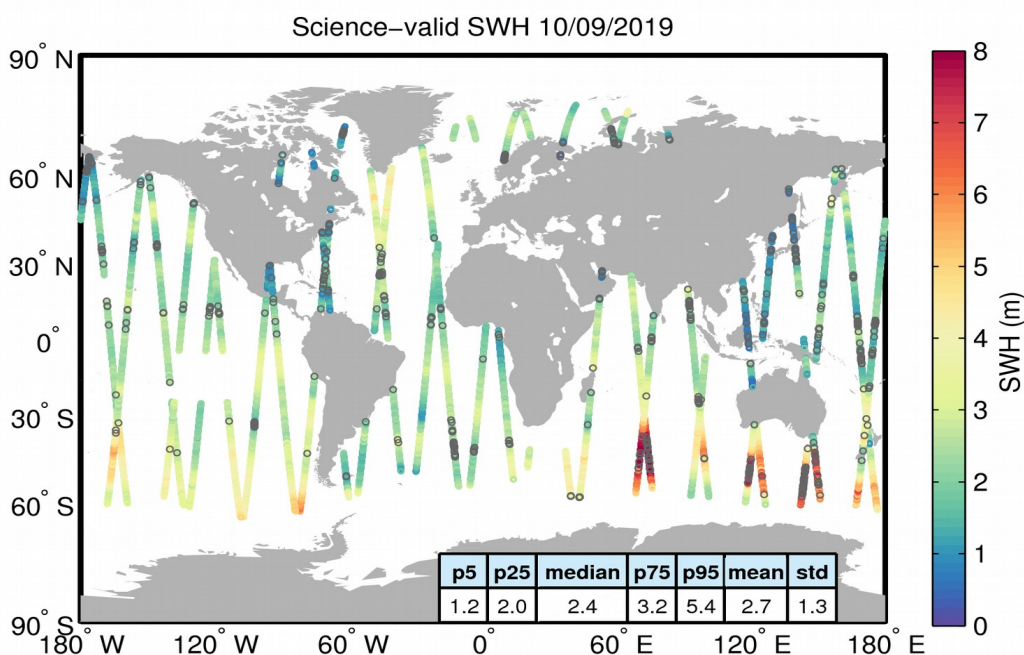 Science−valid SWH 10/09/2019
90° N
60° N
30° N
0°
30° S
60° S
90° S
180° W
120° W
60° W
0°
60° E
120° E
180° E
p5 p25 median p75 p95 mean std
1.2 2.0 2.4 3.2 5.4 2.7 1.3
8
7
6
5
4
3
2
1
0
SWH (m)